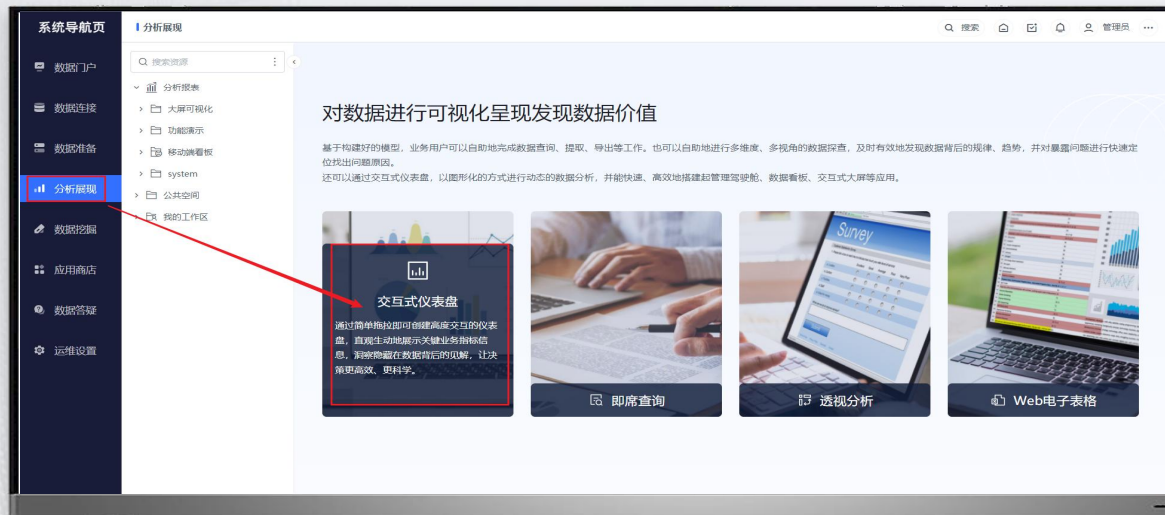 系统导航页
分析展现
搜索
管理员
数据门户
数据连接
数据准备
分析展现
数据挖掘
应用商店
数据答疑
运维设置
搜索资源
分析报表
大屏可视化
功能演示
移动端看板
system
公共空间
我的工作区
对数据进行可视化呈现发现数据价值
基于构建好的模型，业务用户可以自助地完成数据查询、提取、导出等工作。也可以自助地进行多维度、多视角的数据探查，及时有效地发现数据背后的规律、趋势，并对暴露问题进行快速定
位找出问题原因。
还可以通过交互式仪表盘，以图形化的方式进行动态的数据分析，并能快速、高效地搭建起管理驾驶舱、数据看板、交互式大屏等应用。
交互式仪表盘
通过简单拖拉即可创建高度交互的仪表
盘，直观生动地展示关键业务指标信
息，洞察隐藏在数据背后的见解，让决
策更高效、更科学。
Survey
即席查询
透视分析
Web电子表格